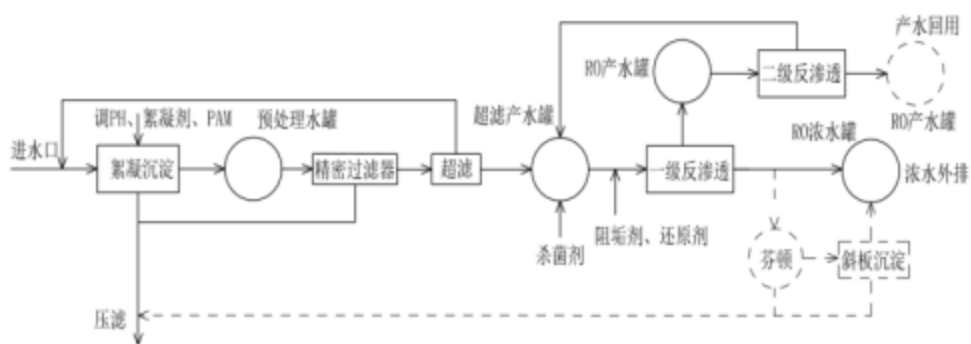 产水回用
RO产水罐
二级反渗透
RO产水罐
超滤产水罐
调PH、絮凝剂、PAM
预处理水罐
RO浓水罐
进水口
絮凝沉淀
精密过滤器
超滤
一级反渗透
浓水外排
阻垢剂、还原剂
杀菌剂
芬顿
斜板沉淀
压滤